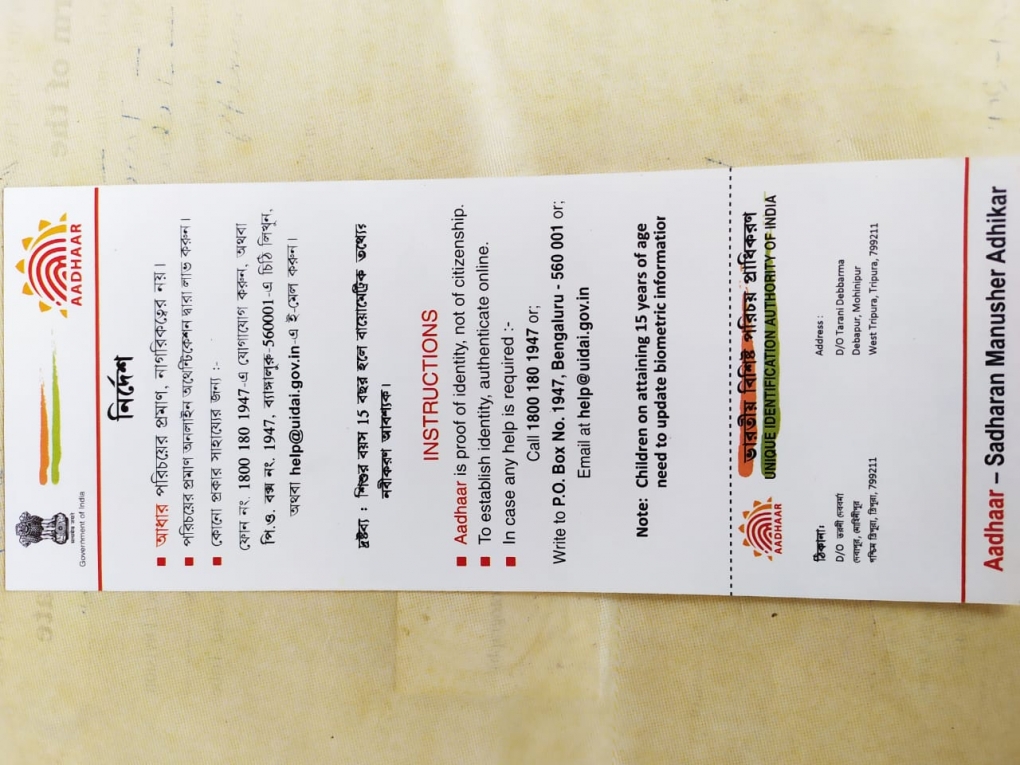 सत्यमेव जयते
Government of India
AADHAAR
নির্দেশ
আধার পরিচয়ের প্রমাণ, নাগরিকত্বের নয়।
পরিচয়ের প্রমাণ অনলাইন অথেন্টিকেশন দ্বারা লাভ করুন।
কোনো প্রকার সাহায্যের জন্য :-
ফোন নং. 1800 180 1947-এ যোগাযোগ করুন, অথবা
পি.ও. বক্স নং. 1947, ব্যাঙ্গালুরু-560001-এ চিঠি লিখুন,
অথবা help@uidai.gov.in-এ ই-মেল করুন।
দ্রষ্টব্য : শিশুর বয়স 15 বছর হলে বায়োমেট্রিক তথ্যের
নবীকরণ আবশ্যক।
INSTRUCTIONS
Aadhaar is proof of identity, not of citizenship.
To establish identity, authenticate online.
In case any help is required :-
Call 1800 180 1947 or;
Write to P.O. Box No. 1947, Bengaluru - 560 001 or;
Email at help@uidai.gov.in
Note: Children on attaining 15 years of age
need to update biometric information
AADHAAR
ভারতীয় বিশিষ্ট পরিচয় প্রাধিকরণ
UNIQUE IDENTIFICATION AUTHORITY OF INDIA
ঠিকানা:
D/O তরনী দেববর্মা
দেবাপুর, মোহিনীপুর
পশ্চিম ত্রিপুরা, ত্রিপুরা, 799211
Address :
D/O Tarani Debbarma
Debapur, Mohinipur
West Tripura, Tripura, 799211
Aadhaar – Sadharan Manusher Adhikar